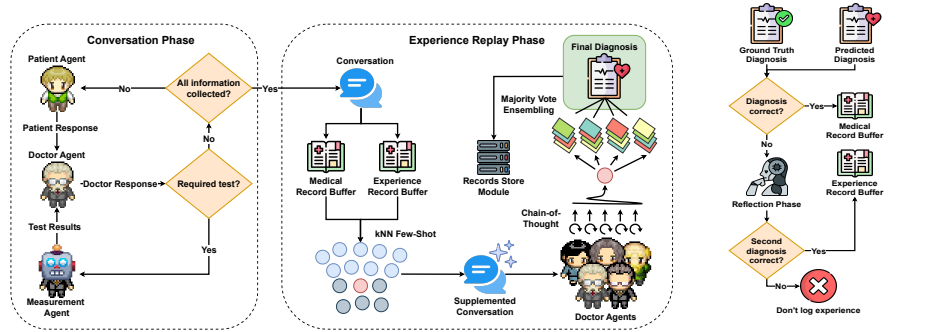 Conversation Phase
Patient Agent
No
All information
collected?
Yes
Patient Response
Doctor Agent
No
Doctor Response
Required test?
Test Results
Yes
Measurement
Agent
Experience Replay Phase
Conversation
Final Diagnosis
Majority Vote
Ensembling
Medical
Record Buffer
Experience
Record Buffer
Records Store
Module
kNN Few-Shot
Chain-of-
Thought
Supplemented
Conversation
Doctor Agents
Ground Truth
Diagnosis
Predicted
Diagnosis
Diagnosis
correct?
Yes
Medical
Record Buffer
No
Reflection Phase
Experience
Record Buffer
Second
diagnosis
correct?
Yes
No
Don't log experience